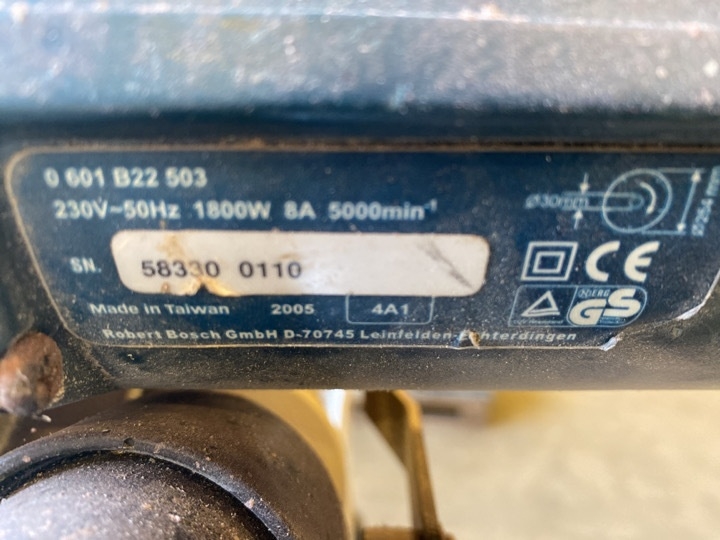 0 601 B22 503
230V~50Hz 1800W 8A 5000min⁻¹
SN. 58330 0110
Made in Taiwan 2005 4A1
Robert Bosch GmbH D-70745 Leinfelden-Echterdingen
Ø30mm
Ø254 mm
CE
GS